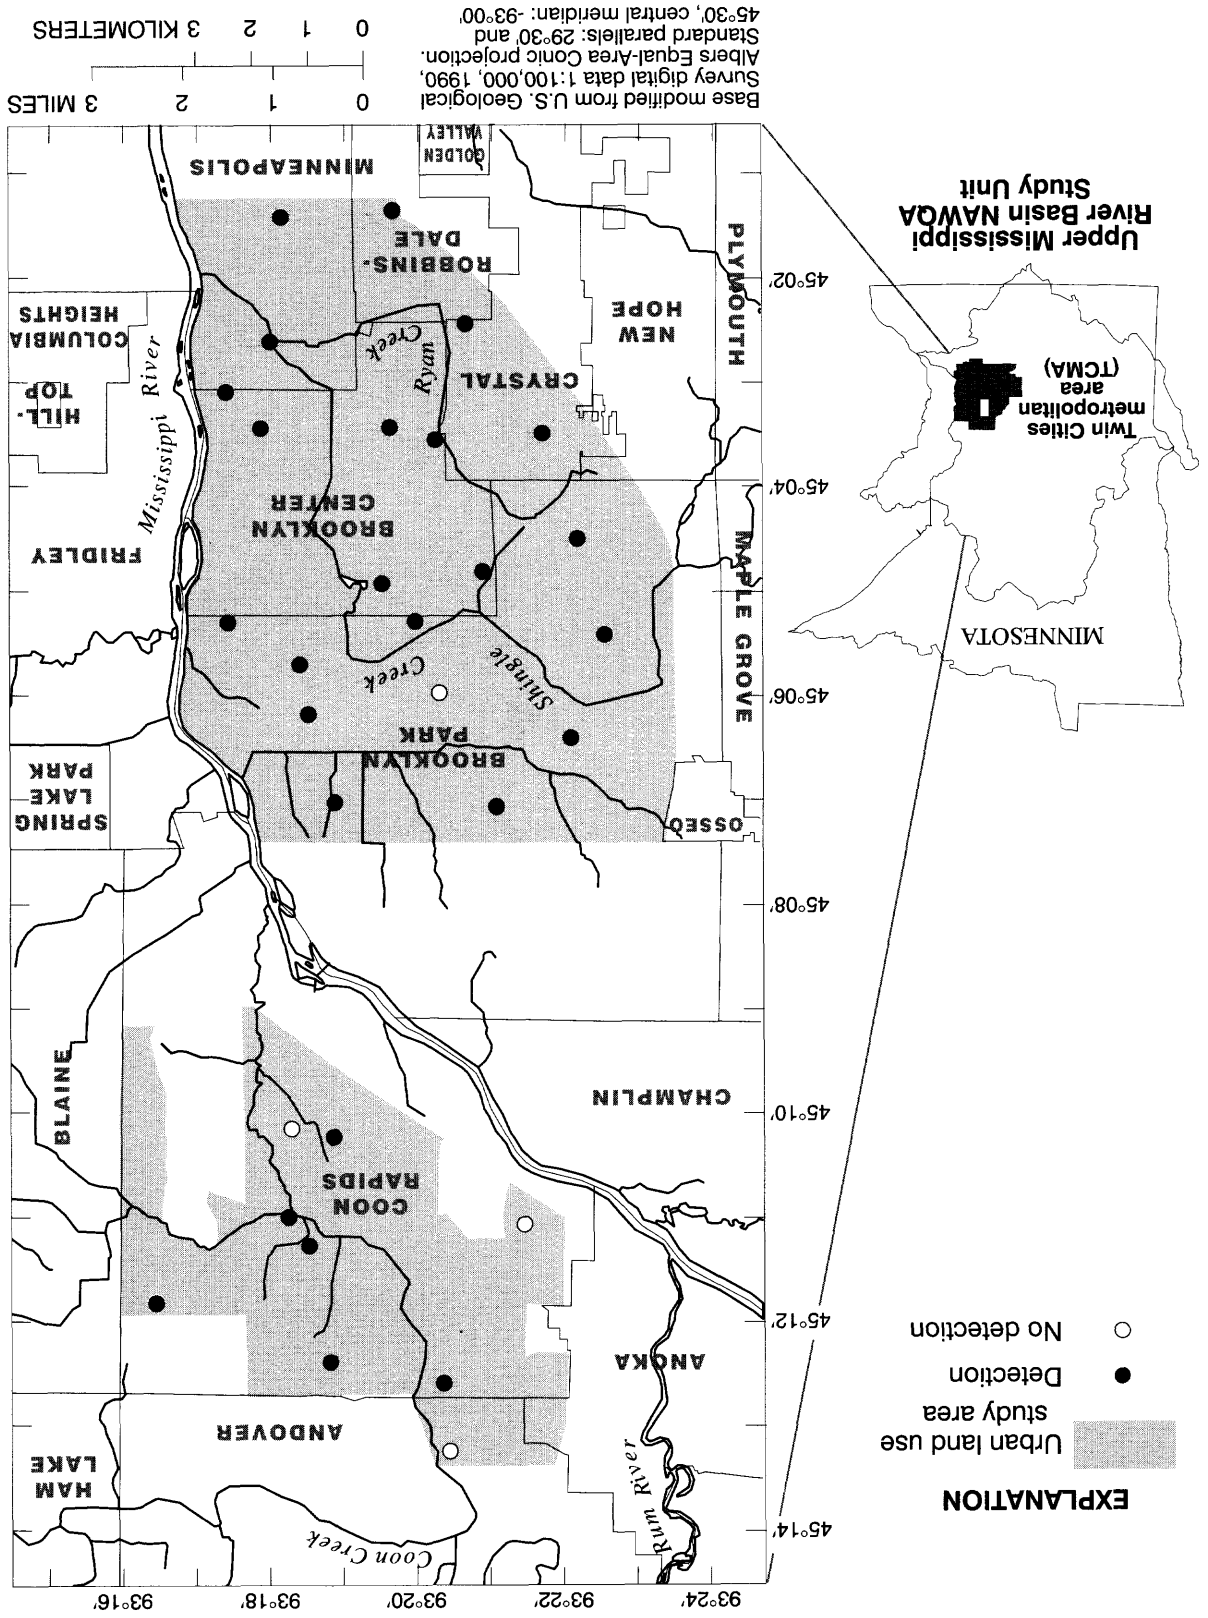 93°24'
93°22'
93°20'
93°18'
93°16'
45°14'
45°12'
45°10'
45°08'
45°06'
45°04'
45°02'
EXPLANATION
Urban land use
study area
Detection
No detection
Rum River
Coon Creek
HAM
LAKE
ANDOVER
ANOKA
COON
RAPIDS
BLAINE
CHAMPLIN
OSSEO
SPRING
LAKE
PARK
BROOKLYN
PARK
MAPLE GROVE
Shingle
Creek
FRIDLEY
Mississippi River
BROOKLYN
CENTER
HILL-
TOP
COLUMBIA
HEIGHTS
CRYSTAL
Ryan
Creek
NEW
HOPE
PLYMOUTH
ROBBINS-
DALE
GOLDEN
VALLEY
MINNEAPOLIS
MINNESOTA
Twin Cities
metropolitan
area
(TCMA)
Upper Mississippi
River Basin NAWQA
Study Unit
Base modified from U.S. Geological
Survey digital data 1:100,000, 1990,
Albers Equal-Area Conic projection.
Standard parallels: 29°30' and
45°30', central meridian: -93°00'
0 1 2 3 MILES
0 1 2 3 KILOMETERS